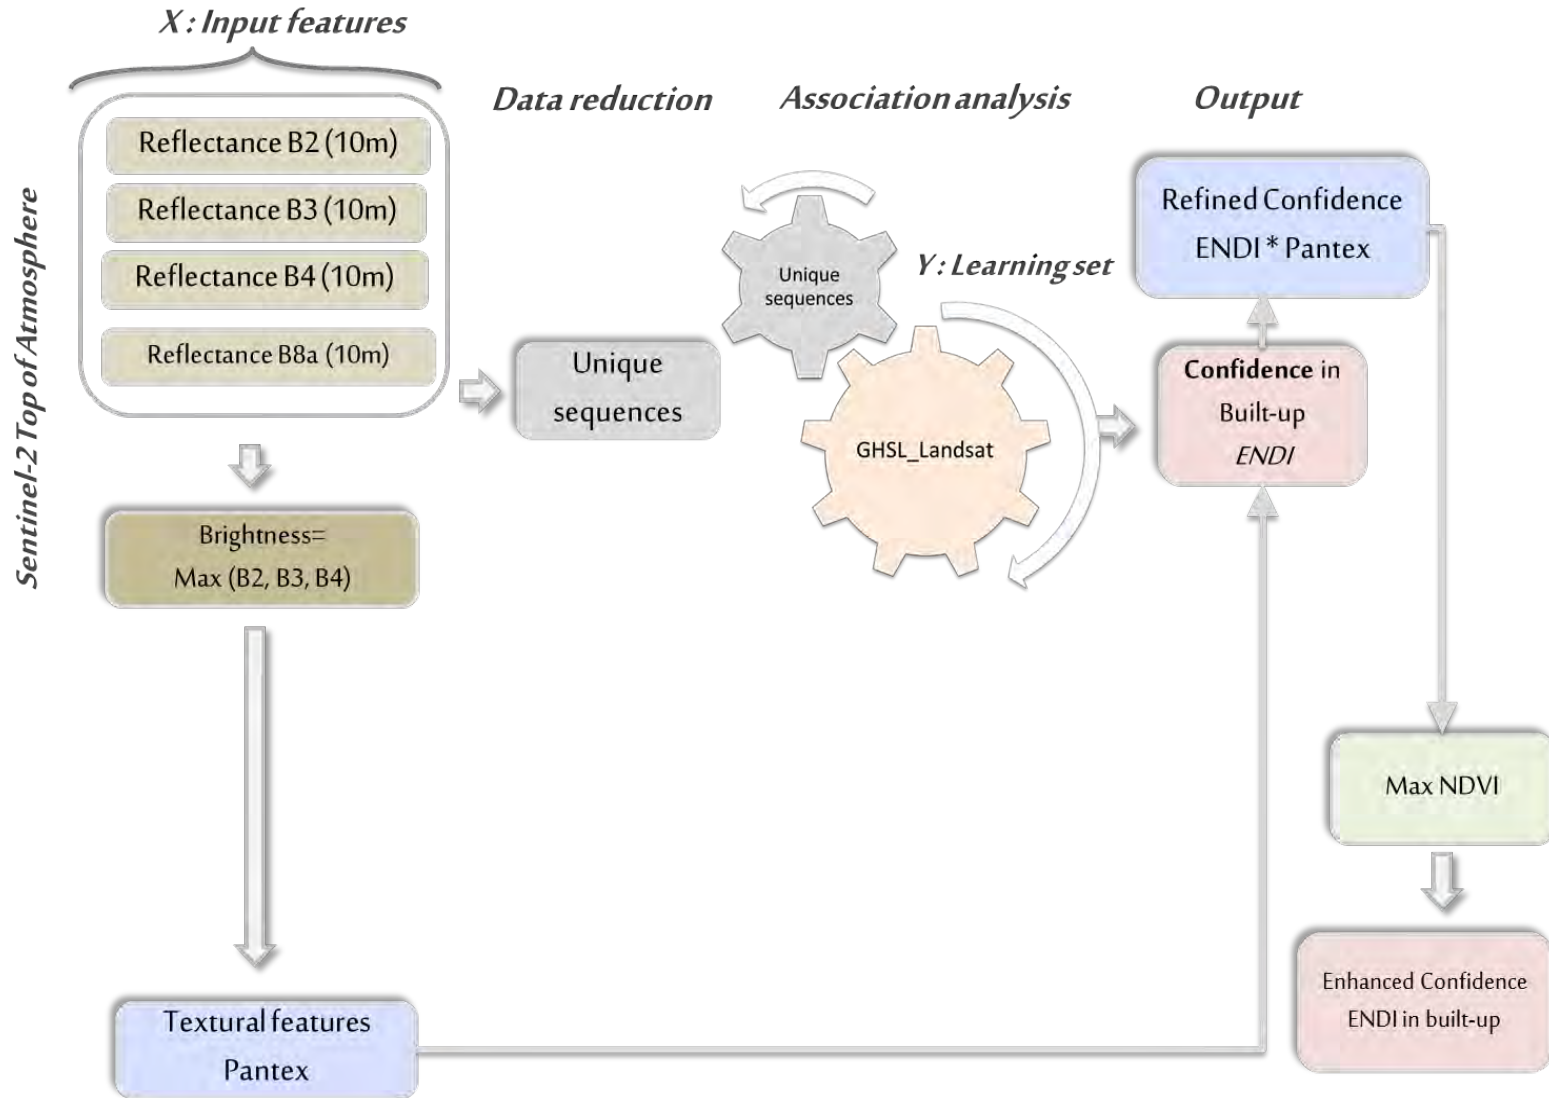 X : Input features
Sentinel-2 Top of Atmosphere
Reflectance B2 (10m)
Reflectance B3 (10m)
Reflectance B4 (10m)
Reflectance B8a (10m)
Brightness=
Max (B2, B3, B4)
Textural features
Pantex
Data reduction
Unique
sequences
Association analysis
Unique
sequences
Y : Learning set
GHSL_Landsat
Output
Refined Confidence
ENDI * Pantex
Confidence in
Built-up
ENDI
Max NDVI
Enhanced Confidence
ENDI in built-up